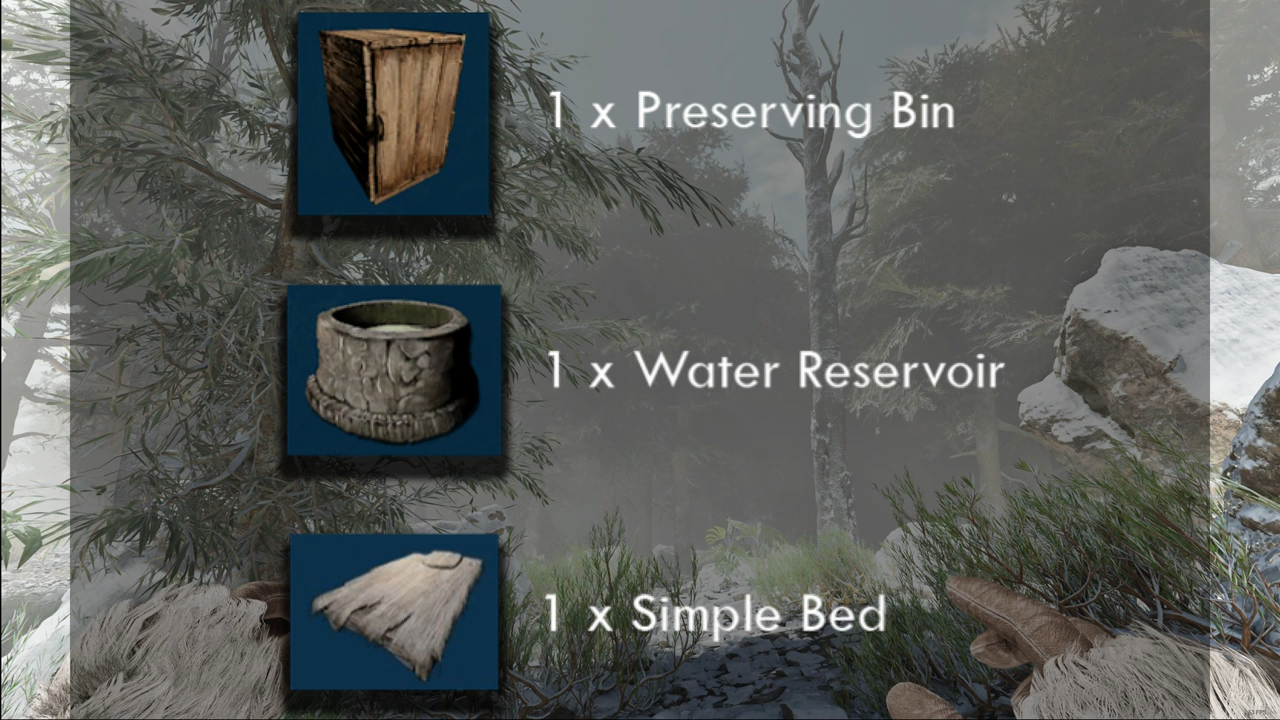 1 x Preserving Bin
1 x Water Reservoir
1 x Simple Bed